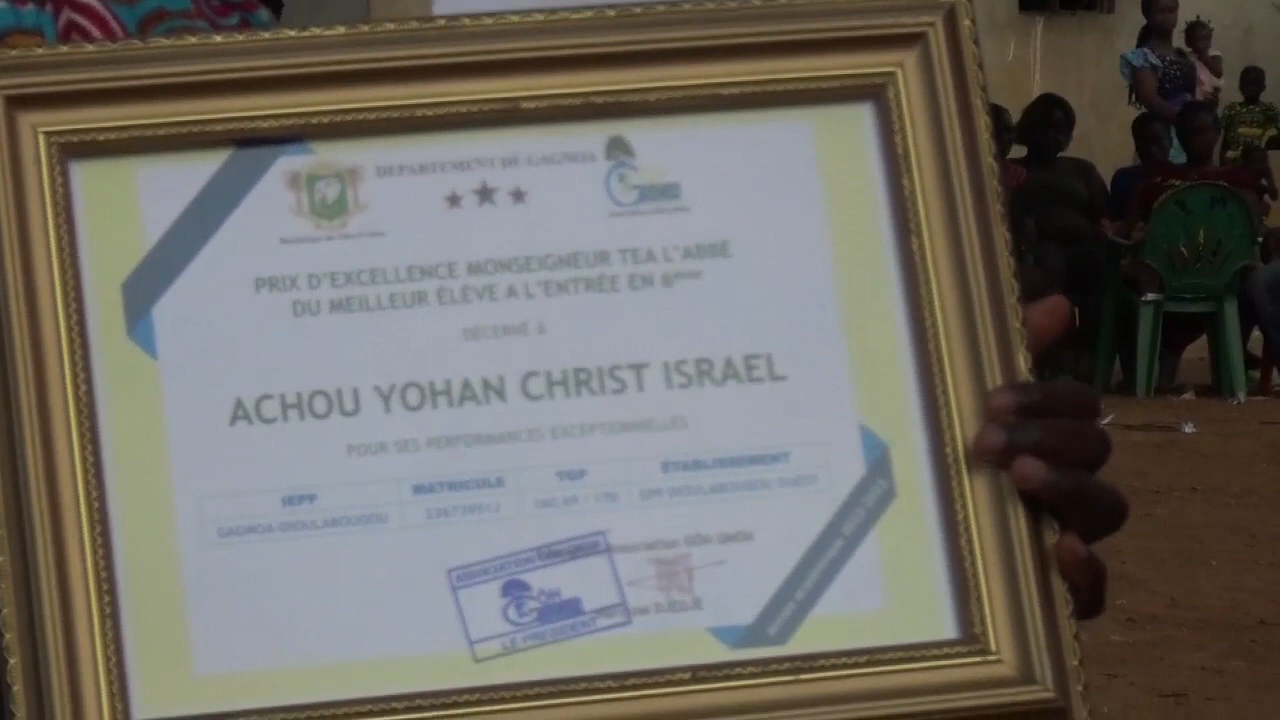 DEPARTEMENT DE GAGNOA
PRIX D'EXCELLENCE MONSEIGNEUR TEA L'ABBÉ
DU MEILLEUR ÉLÈVE A L'ENTRÉE EN 6ème
DÉCERNÉ À
ACHOU YOHAN CHRIST ISRAEL
POUR SES PERFORMANCES EXCEPTIONNELLES
IEPP MATRICULE TGP ÉTABLISSEMENT
GAGNOA DIOULABOUGOU
LE PRESIDENT